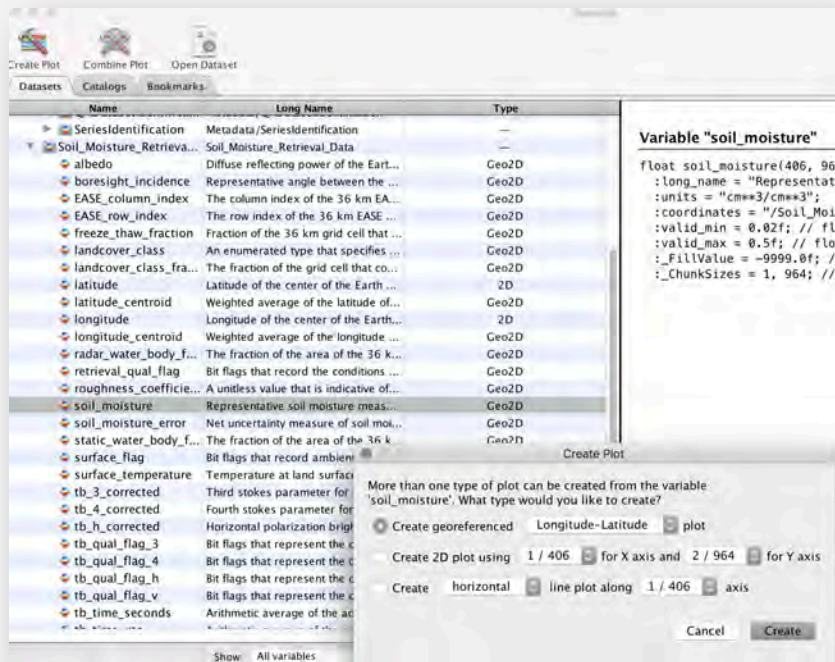 Create Plot Combine Plot Open Dataset
Datasets Catalogs Bookmarks
Name Long Name Type
SeriesIdentification Metadata/SeriesIdentification —
Soil_Moisture_Retrieva... Soil_Moisture_Retrieval_Data —
albedo Diffuse reflecting power of the Eart... Geo2D
boresight_incidence Representative angle between the ... Geo2D
EASE_column_index The column index of the 36 km EA... Geo2D
EASE_row_index The row index of the 36 km EASE ... Geo2D
freeze_thaw_fraction Fraction of the 36 km grid cell that ... Geo2D
landcover_class An enumerated type that specifies ... Geo2D
landcover_class_fra... The fraction of the grid cell that co... Geo2D
latitude Latitude of the center of the Earth ... 2D
latitude_centroid Weighted average of the latitude of... Geo2D
longitude Longitude of the center of the Earth... 2D
longitude_centroid Weighted average of the longitude ... Geo2D
radar_water_body_f... The fraction of the area of the 36 k... Geo2D
retrieval_qual_flag Bit flags that record the conditions ... Geo2D
roughness_coefficie... A unitless value that is indicative of... Geo2D
soil_moisture Representative soil moisture meas... Geo2D
soil_moisture_error Net uncertainty measure of soil moi... Geo2D
static_water_body_f... The fraction of the area of the 36 k Geo2D
surface_flag Bit flags that record ambien
surface_temperature Temperature at land surfac
tb_3_corrected Third stokes parameter for
tb_4_corrected Fourth stokes parameter for
tb_h_corrected Horizontal polarization brigh
tb_qual_flag_3 Bit flags that represent the c
tb_qual_flag_4 Bit flags that represent the c
tb_qual_flag_h Bit flags that represent the c
tb_qual_flag_v Bit flags that represent the c
tb_time_seconds Arithmetic average of the ac
Show: All variables
Variable "soil_moisture"
float soil_moisture(406, 96
:long_name = "Representat
:units = "cm**3/cm**3";
:coordinates = "/Soil_Moi
:valid_min = 0.02f; // fl
:valid_max = 0.5f; // flo
:_FillValue = -9999.0f; /
:_ChunkSizes = 1, 964; //
Create Plot
More than one type of plot can be created from the variable
'soil_moisture'. What type would you like to create?
Create georeferenced Longitude-Latitude plot
Create 2D plot using 1 / 406 for X axis and 2 / 964 for Y axis
Create horizontal line plot along 1 / 406 axis
Cancel Create